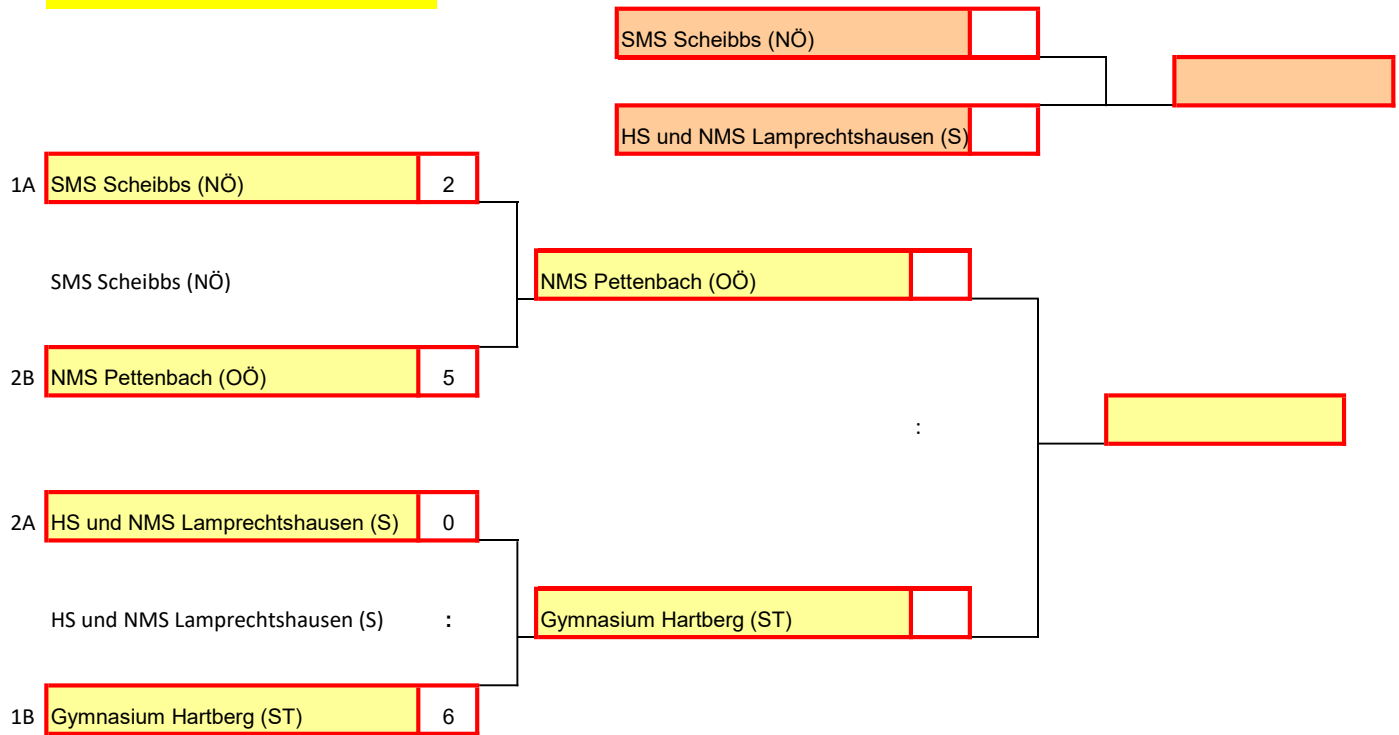 SMS Scheibbs (NÖ)
HS und NMS Lamprechtshausen (S)
1A SMS Scheibbs (NÖ) 2
SMS Scheibbs (NÖ)
NMS Pettenbach (OÖ)
2B NMS Pettenbach (OÖ) 5
:
2A HS und NMS Lamprechtshausen (S) 0
HS und NMS Lamprechtshausen (S) :
Gymnasium Hartberg (ST)
1B Gymnasium Hartberg (ST) 6